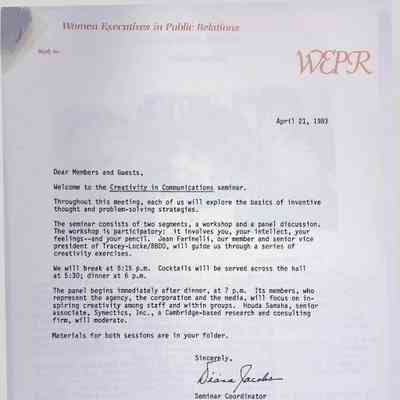 Women Executives in Public Relations
Reply to:
WEPR
April 21, 1983
Dear Members and Guests,
Welcome to the Creativity in Communications seminar.
Throughout this meeting, each of us will explore the basics of inventive
thought and problem-solving strategies.
The seminar consists of two segments, a workshop and a panel discussion.
The workshop is participatory: it involves you, your intellect, your
feelings--and your pencil. Jean Farinelli, our member and senior vice
president of Tracey-Locke/BBDO, will guide us through a series of
creativity exercises.
We will break at 5:15 p.m. Cocktails will be served across the hall
at 5:30; dinner at 6 p.m.
The panel begins immediately after dinner, at 7 p.m. Its members, who
represent the agency, the corporation and the media, will focus on in-
spiring creativity among staff and within groups. Houda Samaha, senior
associate, Synectics, Inc., a Cambridge-based research and consulting
firm, will moderate.
Materials for both sessions are in your folder.
Sincerely,
Diana Jacobs
Seminar Coordinator